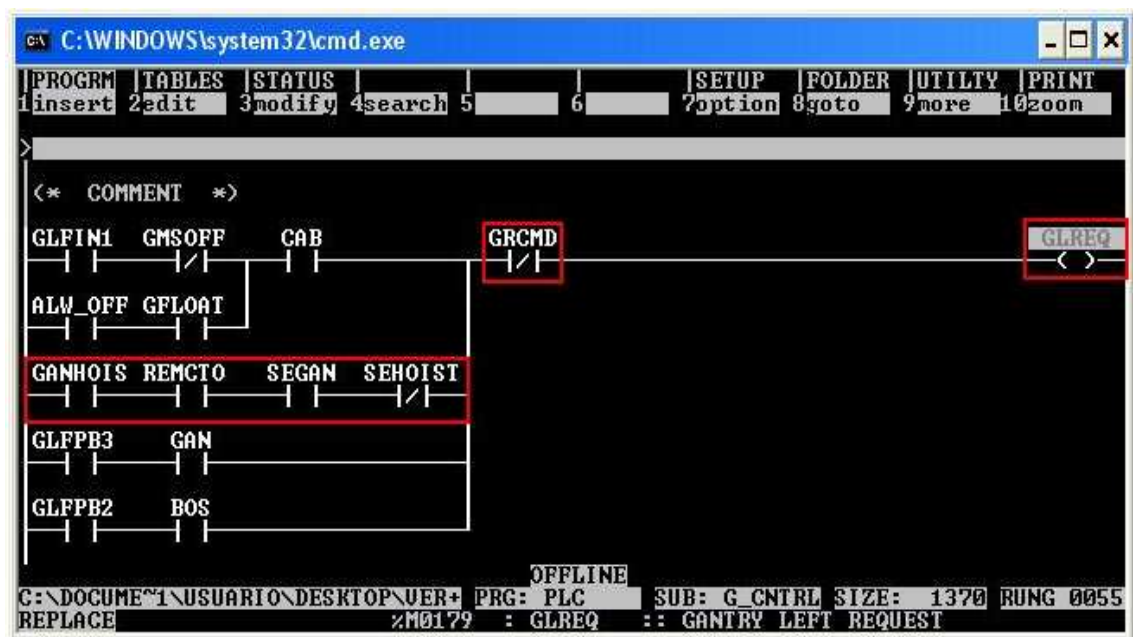 C:\WINDOWS\system32\cmd.exe
|PROGRM |TABLES |STATUS | | | |SETUP |FOLDER |UTILTY |PRINT
1insert 2edit 3modify 4search 5 6 7option 8goto 9more 10zoom
>
(* COMMENT *)
GLFIN1 GMSOFF CAB GRCMD GLREQ
ALW_OFF GFLOAT
GANHOIS REMCTO SEGAN SEHOIST
GLFPB3 GAN
GLFPB2 BOS
OFFLINE
C:\DOCUME~1\USUARIO\DESKTOP\VER+ PRG: PLC SUB: G_CNTRL SIZE: 1370 RUNG 0055
REPLACE %M0179 : GLREQ :: GANTRY LEFT REQUEST